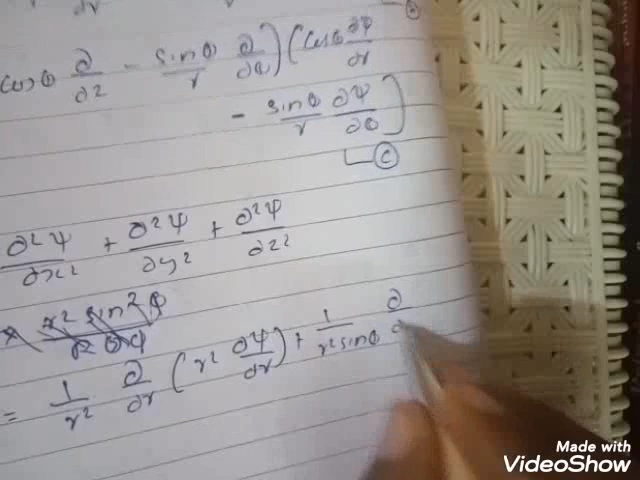 cosθ ∂/∂z − sinθ/r ∂/∂θ) (cosθ ∂ψ/∂r
− sinθ/r ∂ψ/∂θ)
C
∂²ψ/∂x² + ∂²ψ/∂y² + ∂²ψ/∂z²
= 1/r² ∂/∂r (r² ∂ψ/∂r) + 1/r²sinθ ∂
Made with
VideoShow